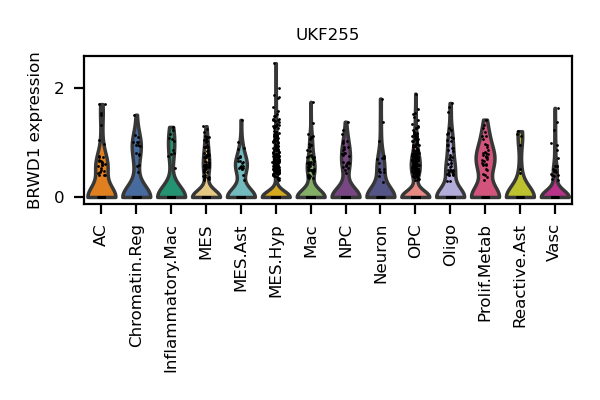 UKF255
BRWD1 expression
2
0
AC
Chromatin.Reg
Inflammatory.Mac
MES
MES.Ast
MES.Hyp
Mac
NPC
Neuron
OPC
Oligo
Prolif.Metab
Reactive.Ast
Vasc